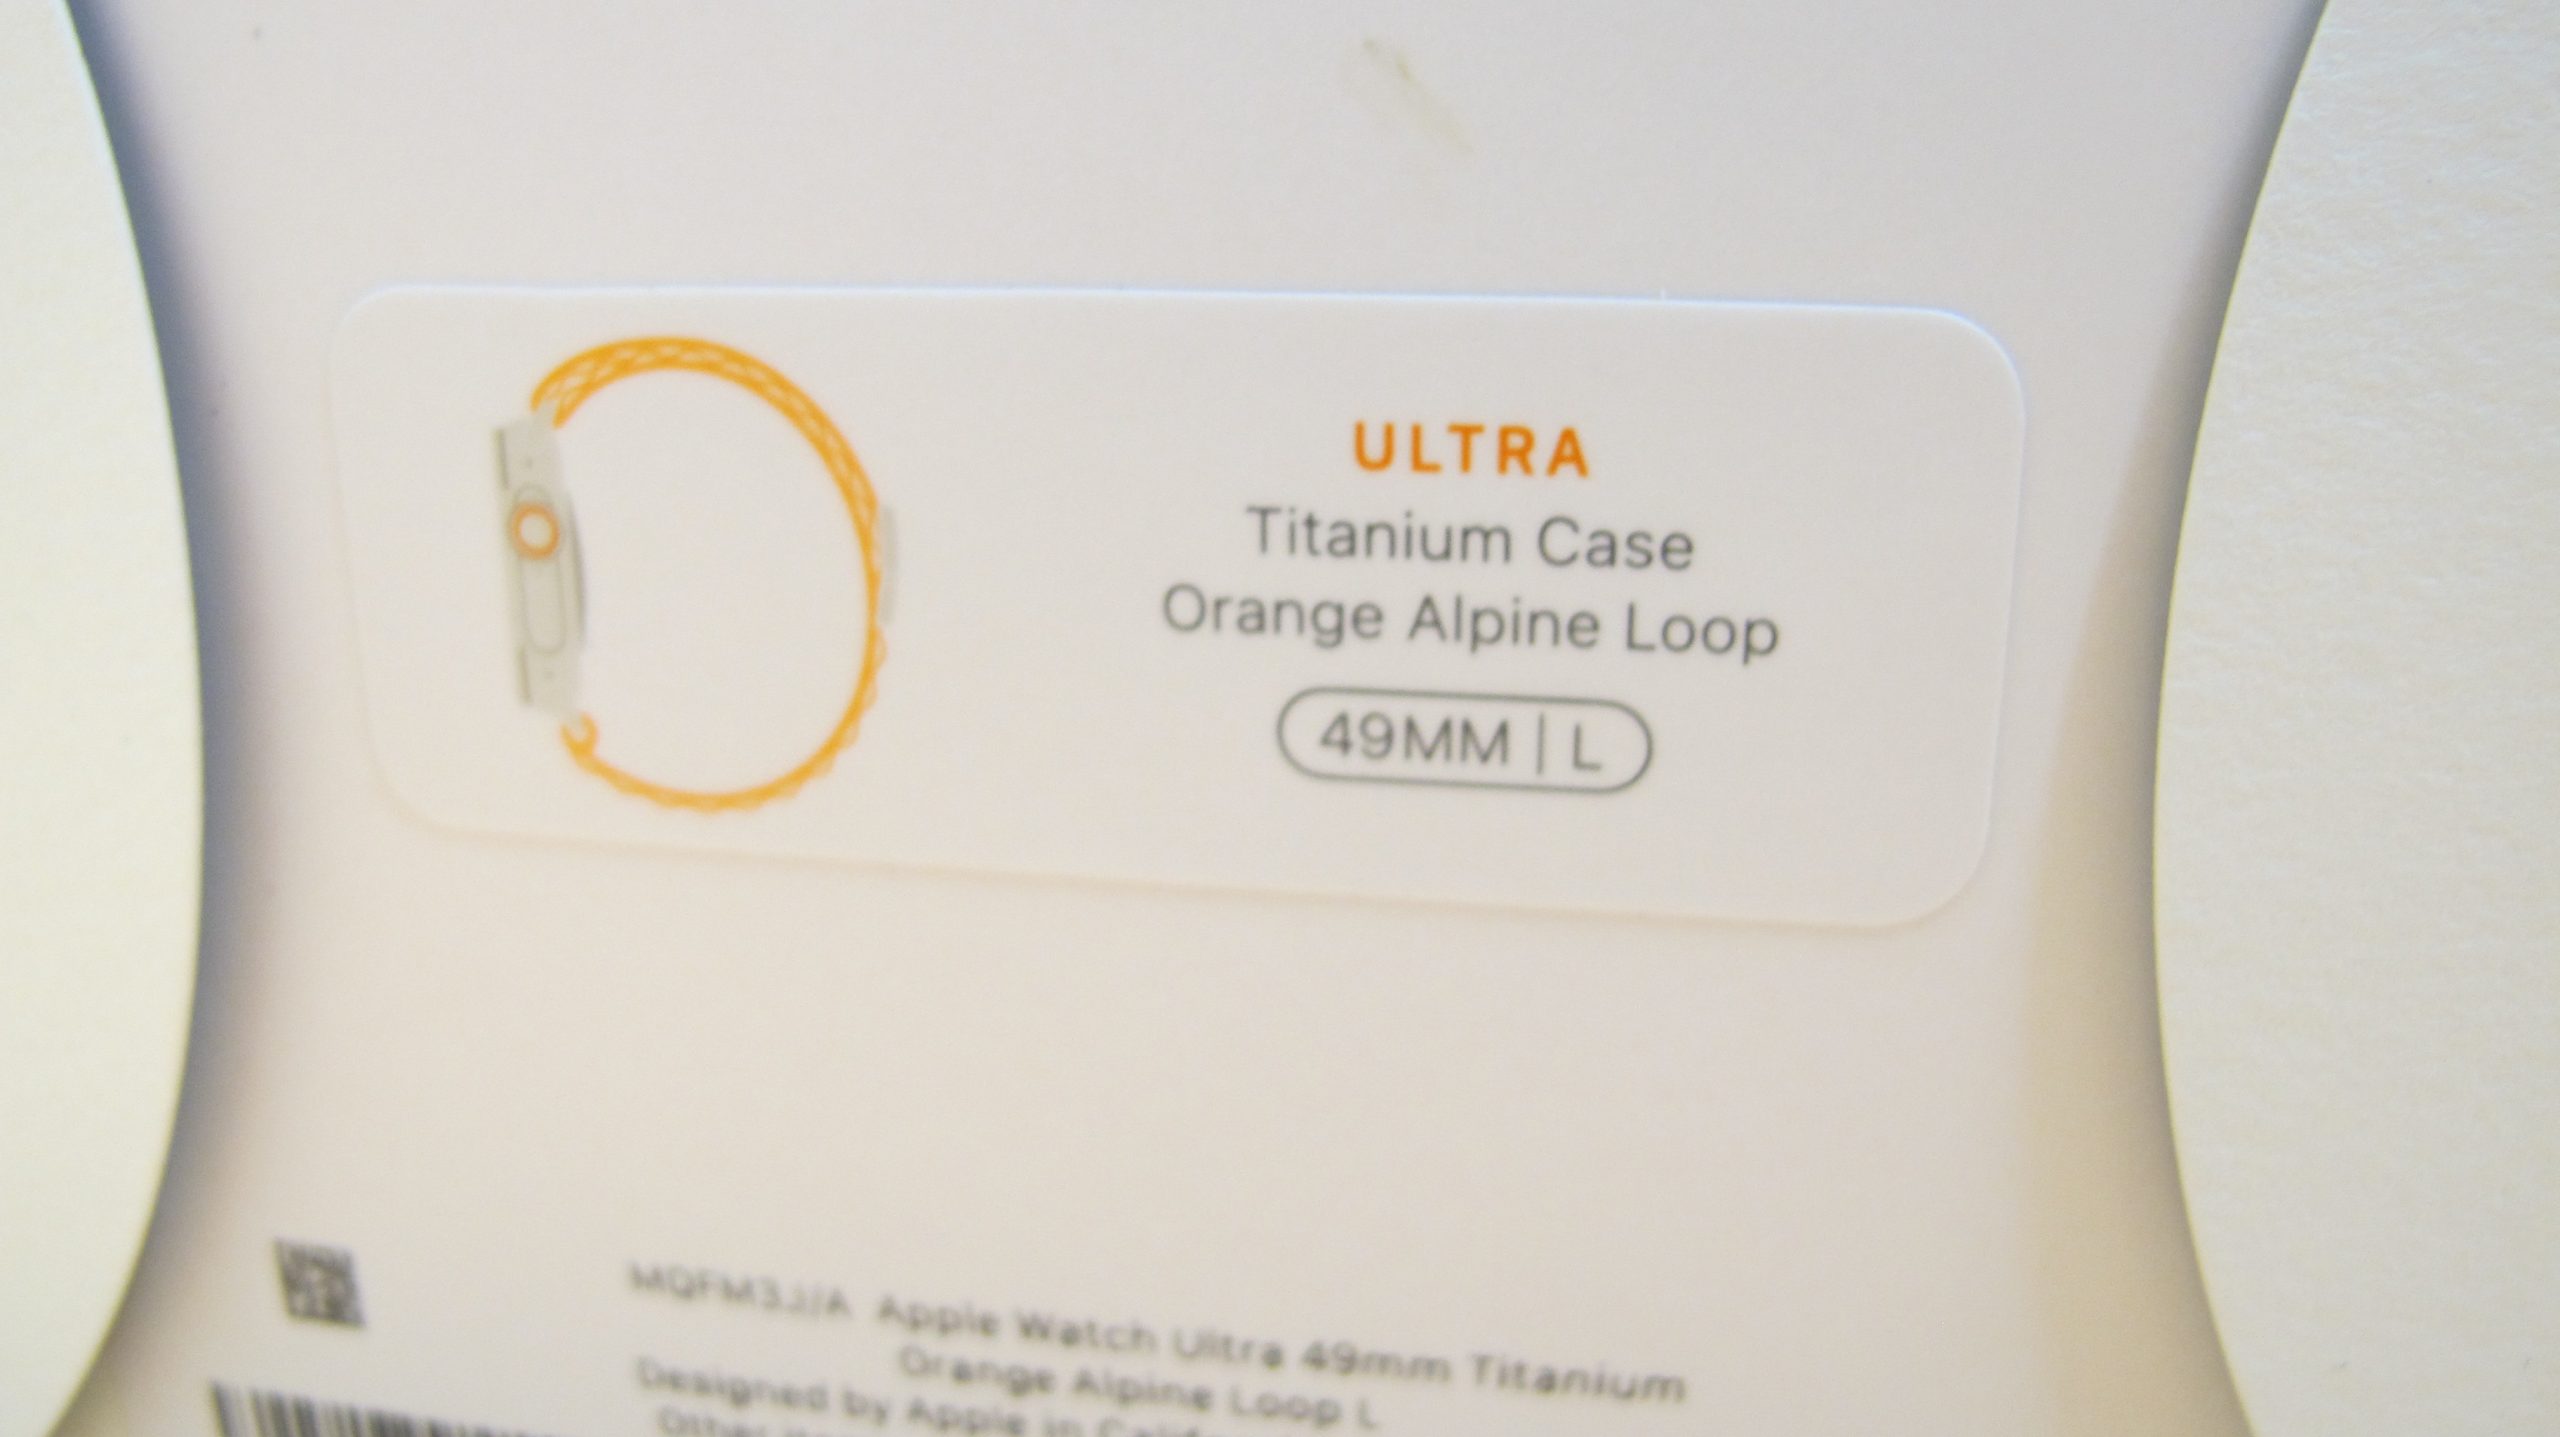 ULTRA
Titanium Case
Orange Alpine Loop
49MM | L
MQFM3J/A Apple Watch Ultra 49mm Titanium
Orange Alpine Loop L
Designed by Apple in
Other